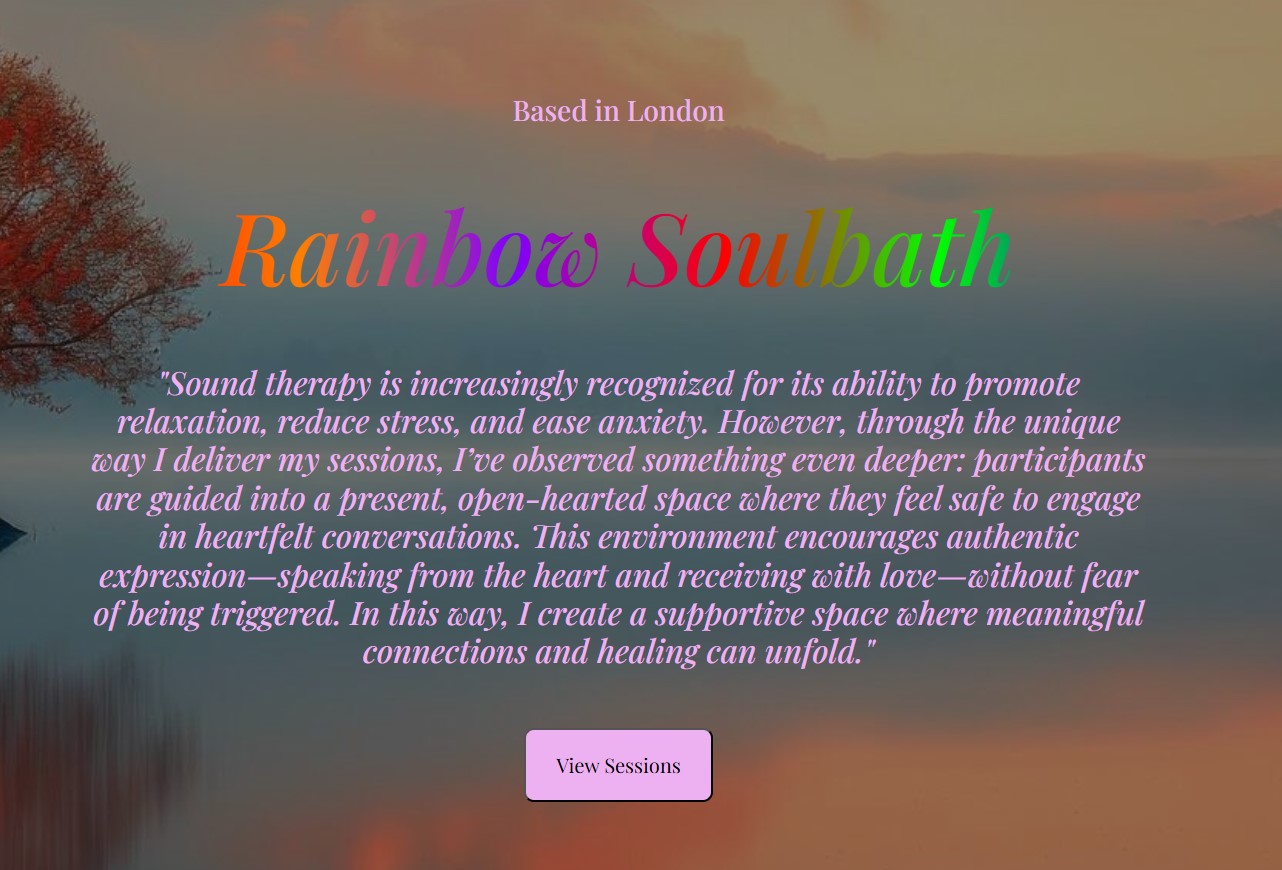 Based in London
Rainbow Soulbath
"Sound therapy is increasingly recognized for its ability to promote
relaxation, reduce stress, and ease anxiety. However, through the unique
way I deliver my sessions, I’ve observed something even deeper: participants
are guided into a present, open-hearted space where they feel safe to engage
in heartfelt conversations. This environment encourages authentic
expression—speaking from the heart and receiving with love—without fear
of being triggered. In this way, I create a supportive space where meaningful
connections and healing can unfold."
View Sessions